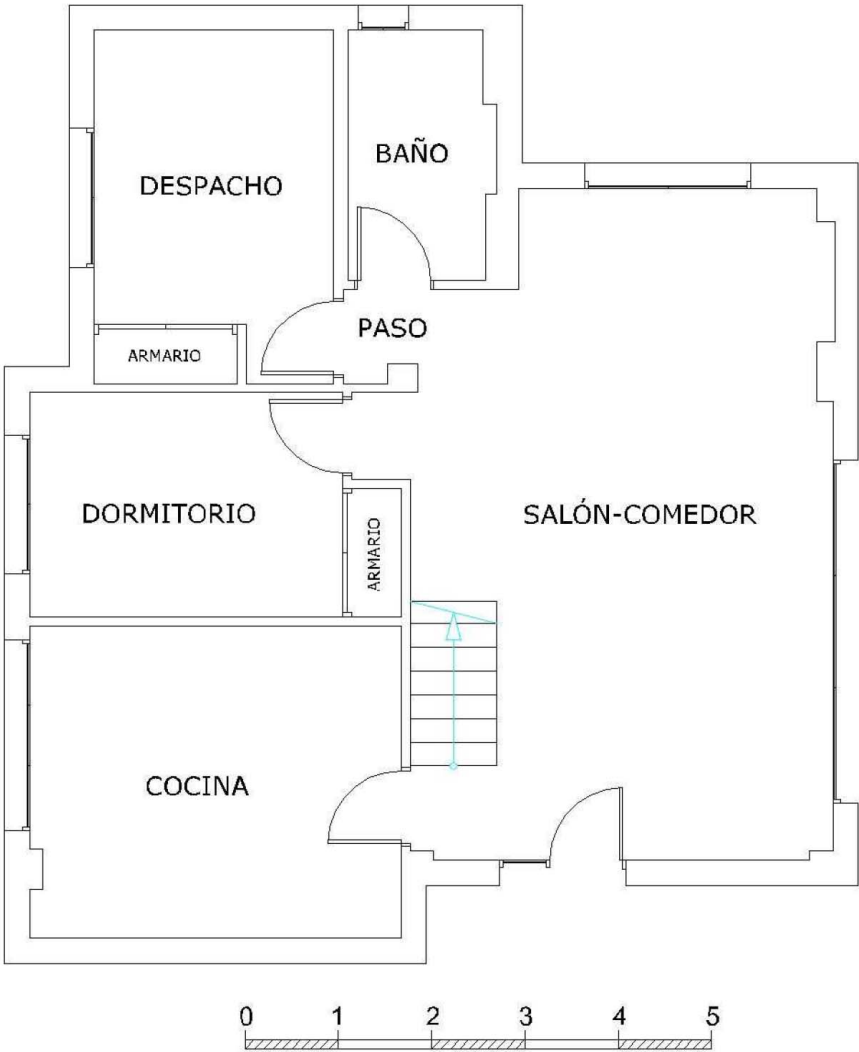 BAÑO
DESPACHO
PASO
ARMARIO
DORMITORIO
SALÓN-COMEDOR
ARMARIO
COCINA
0 1 2 3 4 5